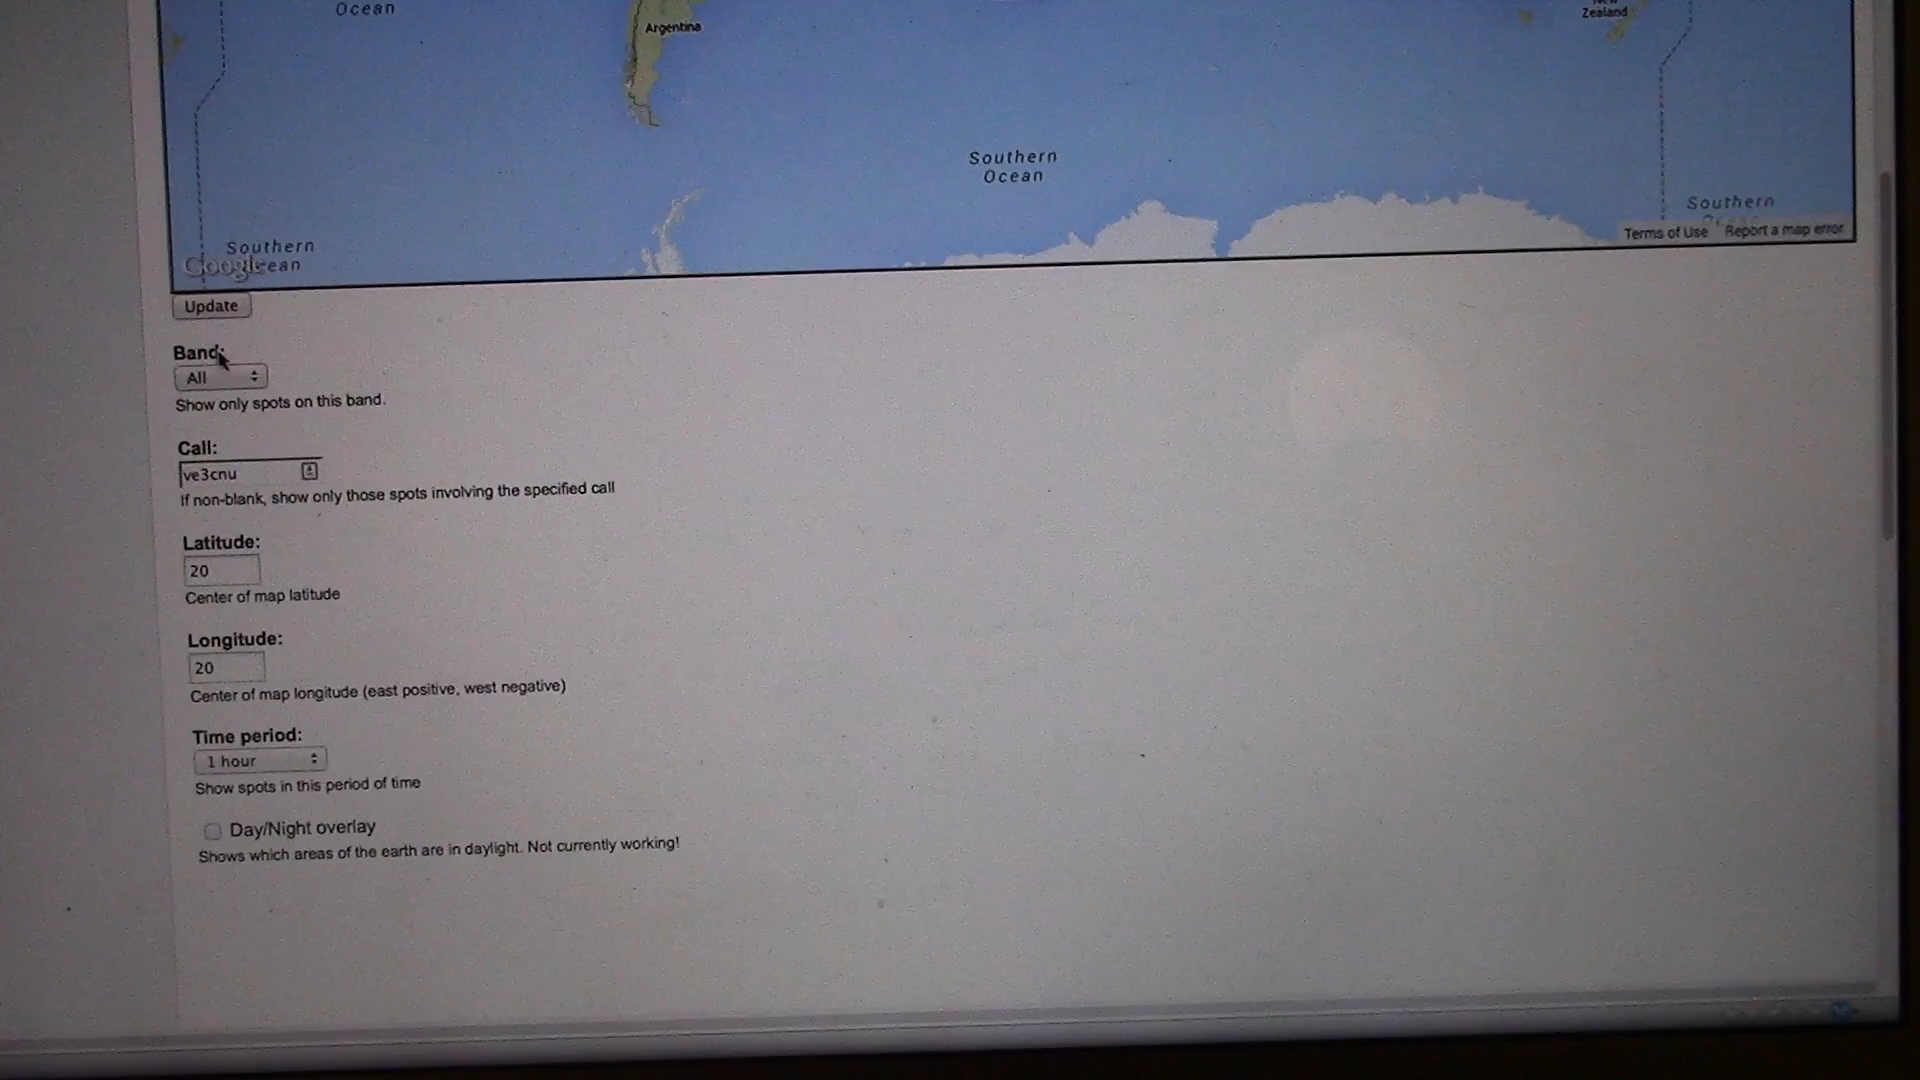 Ocean
Argentina
Zealand
Southern
Ocean
Southern
Terms of Use
Report a map error
Southern
Google
ean
Update
Band:
All
Show only spots on this band.
Call:
ve3cnu
If non-blank, show only those spots involving the specified call
Latitude:
20
Center of map latitude
Longitude:
20
Center of map longitude (east positive, west negative)
Time period:
1 hour
Show spots in this period of time
Day/Night overlay
Shows which areas of the earth are in daylight. Not currently working!